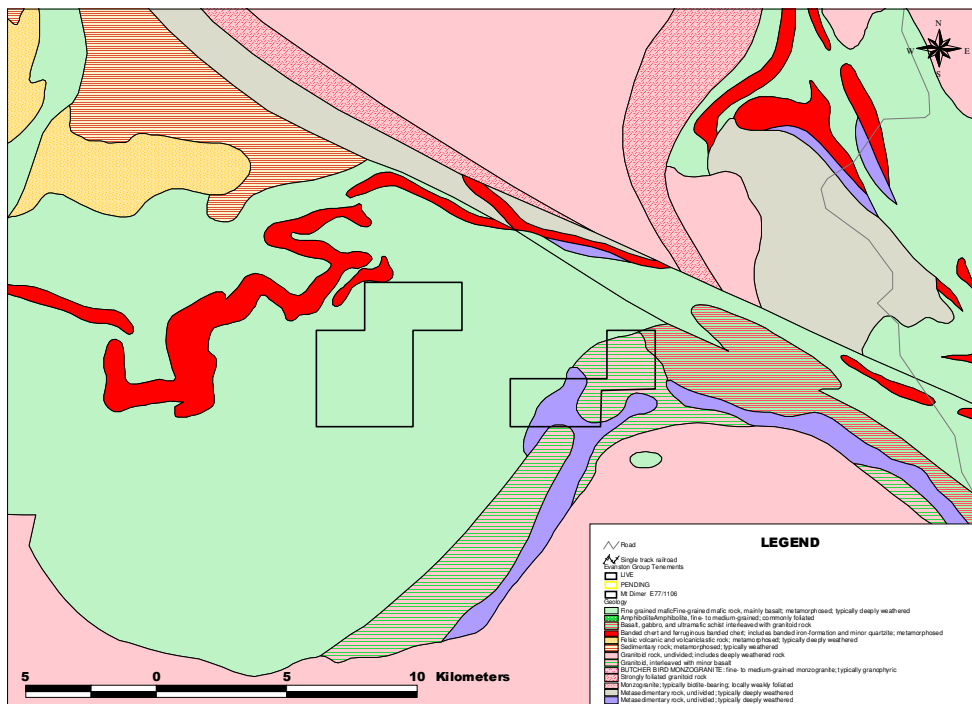 N
W E
S
LEGEND
Road
Single track railroad
Evanston Group Tenements
LIVE
PENDING
Mt Dimer E77/1106
Geology
Fine grained maficFine-grained mafic rock, mainly basalt; metamorphosed; typically deeply weathered
AmphiboliteAmphibolite, fine- to medium-grained; commonly foliated
Basalt, gabbro, and ultramafic schist interleaved with granitoid rock
Banded chert and ferruginous banded chert; includes banded iron-formation and minor quartzite; metamorphosed
Felsic volcanic and volcaniclastic rock; metamorphosed; typically deeply weathered
Sedimentary rock; metamorphosed; typically weathered
Granitoid rock, undivided; includes deeply weathered rock
Granitoid, interleaved with minor basalt
BUTCHER BIRD MONZOGRANITE: fine- to medium-grained monzogranite; typically granophyric
Strongly foliated granitoid rock
Monzogranite; typically biotite-bearing; locally weakly foliated
Metasedimentary rock, undivided; typically deeply weathered
Metasedimentary rock, undivided; typically deeply weathered
5 0 5 10 Kilometers